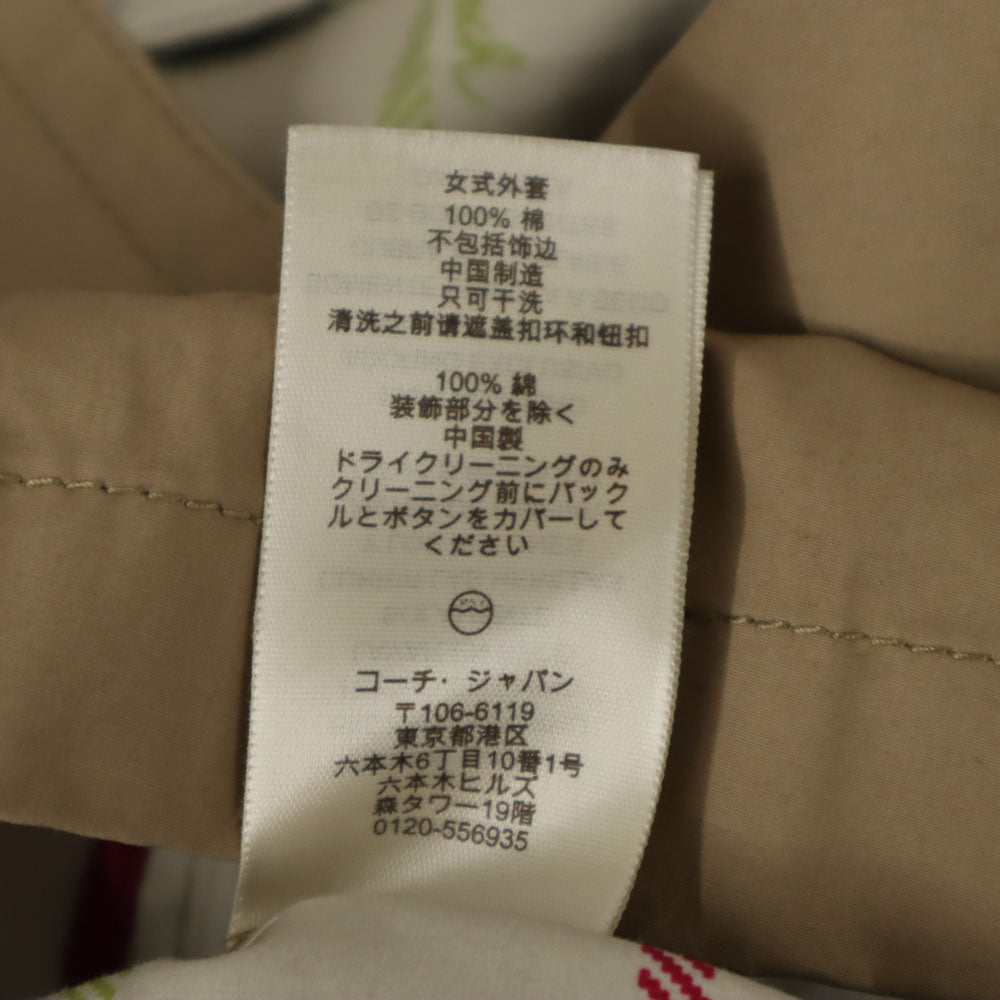 女式外套
100% 棉
不包括饰边
中国制造
只可干洗
清洗之前请遮盖扣环和钮扣
100% 綿
装飾部分を除く
中国製
ドライクリーニングのみ
クリーニング前にバック
ルとボタンをカバーして
ください
コーチ・ジャパン
〒106-6119
東京都港区
六本木6丁目10番1号
六本木ヒルズ
森タワー19階
0120-556935